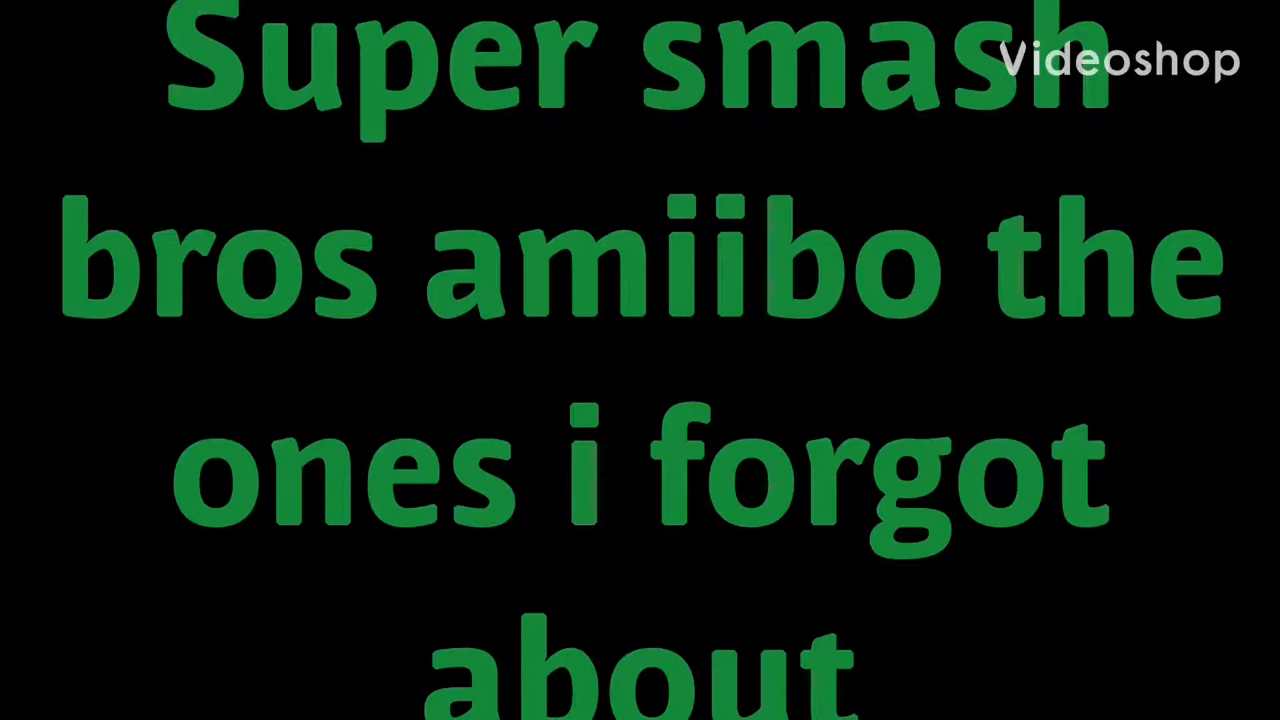 Super smash
Videoshop
bros amiibo the
ones i forgot
about